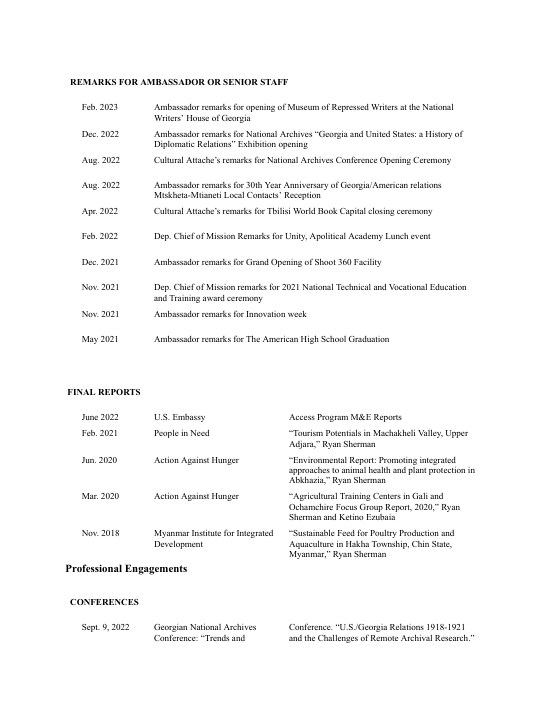 REMARKS FOR AMBASSADOR OR SENIOR STAFF
Feb. 2023 Ambassador remarks for opening of Museum of Repressed Writers at the National
Writers' House of Georgia
Dec. 2022 Ambassador remarks for National Archives "Georgia and United States: a History of
Diplomatic Relations" Exhibition opening
Aug. 2022 Cultural Attache's remarks for National Archives Conference Opening Ceremony
Aug. 2022 Ambassador remarks for 30th Year Anniversary of Georgia/American relations
Mtskheta-Mtianeti Local Contacts' Reception
Apr. 2022 Cultural Attache's remarks for Tbilisi World Book Capital closing ceremony
Feb. 2022 Dep. Chief of Mission Remarks for Unity, Apolitical Academy Lunch event
Dec. 2021 Ambassador remarks for Grand Opening of Shoot 360 Facility
Nov. 2021 Dep. Chief of Mission remarks for 2021 National Technical and Vocational Education
and Training award ceremony
Nov. 2021 Ambassador remarks for Innovation week
May 2021 Ambassador remarks for The American High School Graduation
FINAL REPORTS
June 2022 U.S. Embassy Access Program M&E Reports
Feb. 2021 People in Need "Tourism Potentials in Machakheli Valley, Upper
Adjara," Ryan Sherman
Jun. 2020 Action Against Hunger "Environmental Report: Promoting integrated
approaches to animal health and plant protection in
Abkhazia," Ryan Sherman
Mar. 2020 Action Against Hunger "Agricultural Training Centers in Gali and
Ochamchire Focus Group Report, 2020," Ryan
Sherman and Ketino Ezubaia
Nov. 2018 Myanmar Institute for Integrated "Sustainable Feed for Poultry Production and
Development Aquaculture in Hakha Township, Chin State,
Myanmar," Ryan Sherman
Professional Engagements
CONFERENCES
Sept. 9, 2022 Georgian National Archives Conference. "U.S./Georgia Relations 1918-1921
Conference: "Trends and and the Challenges of Remote Archival Research."